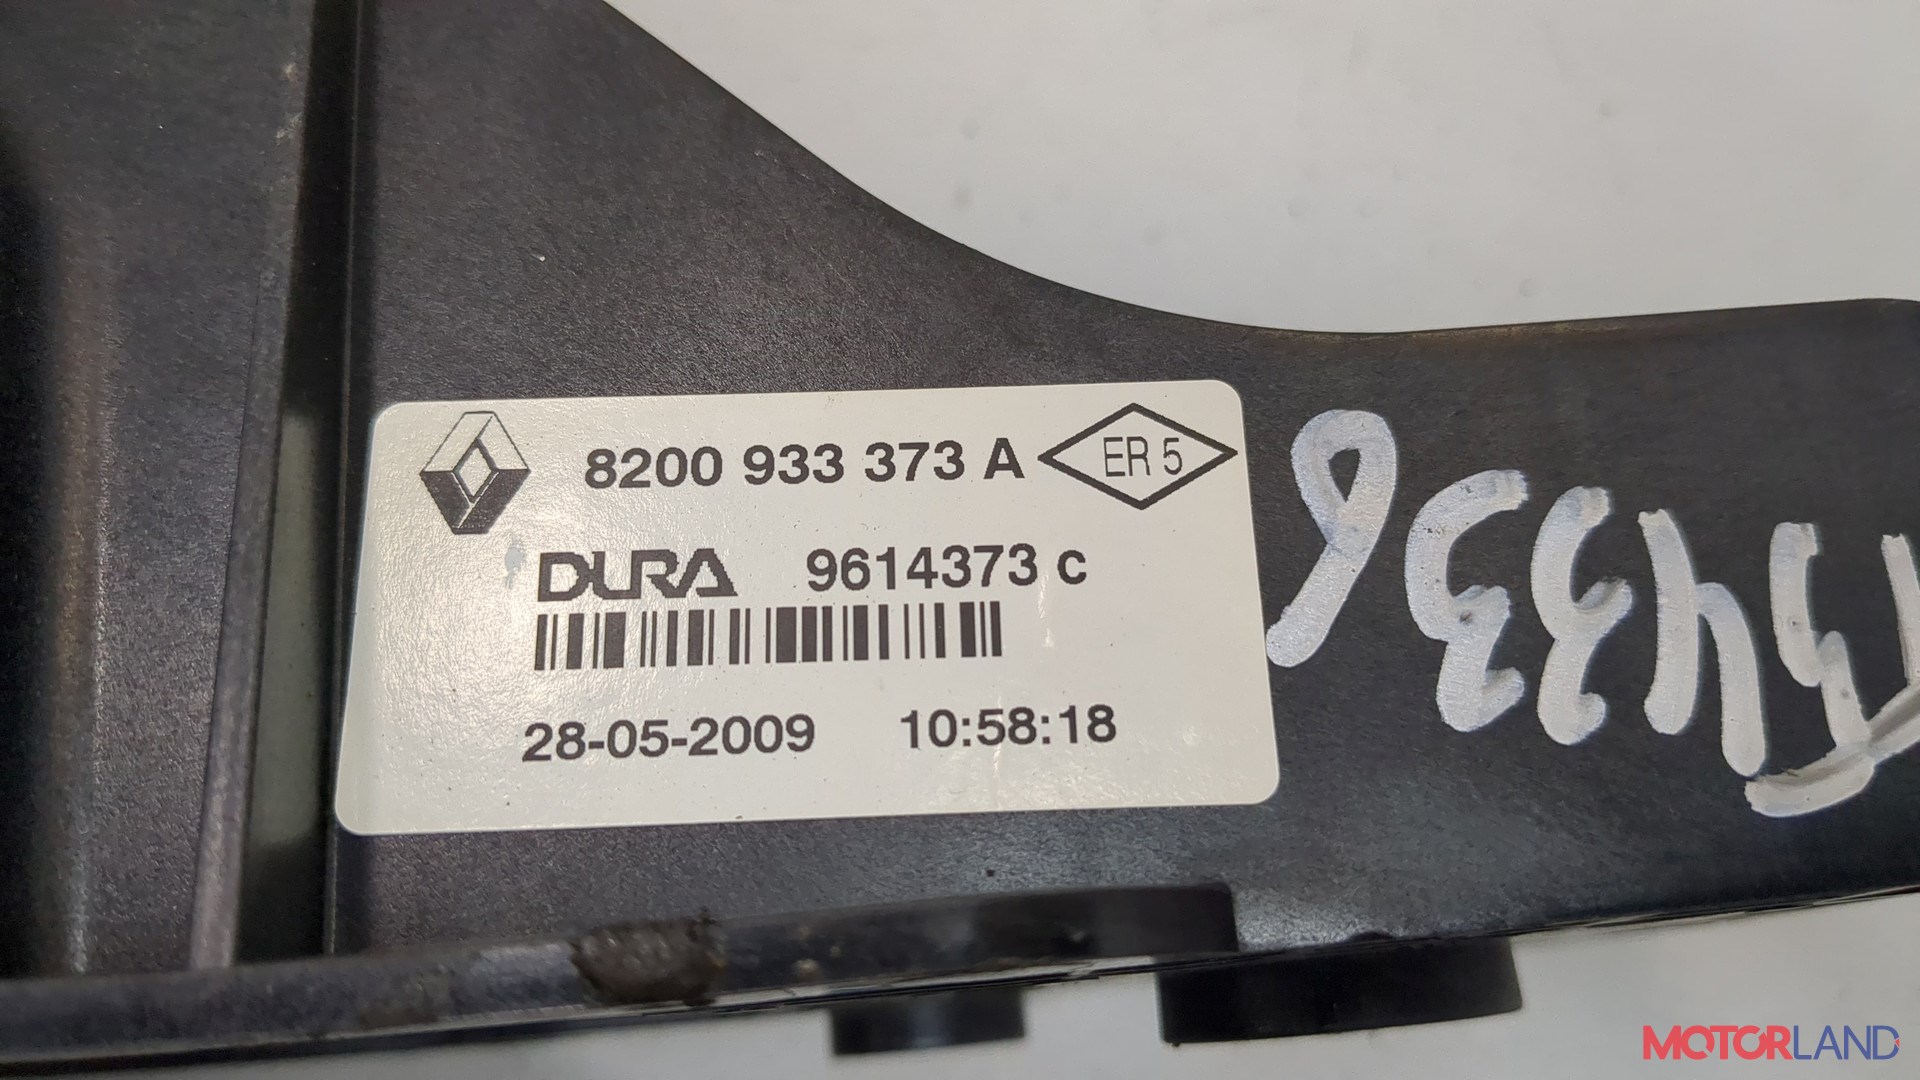 8200 933 373 A ER 5
DURA 9614373 c
28-05-2009 10:58:18
MOTORLAND